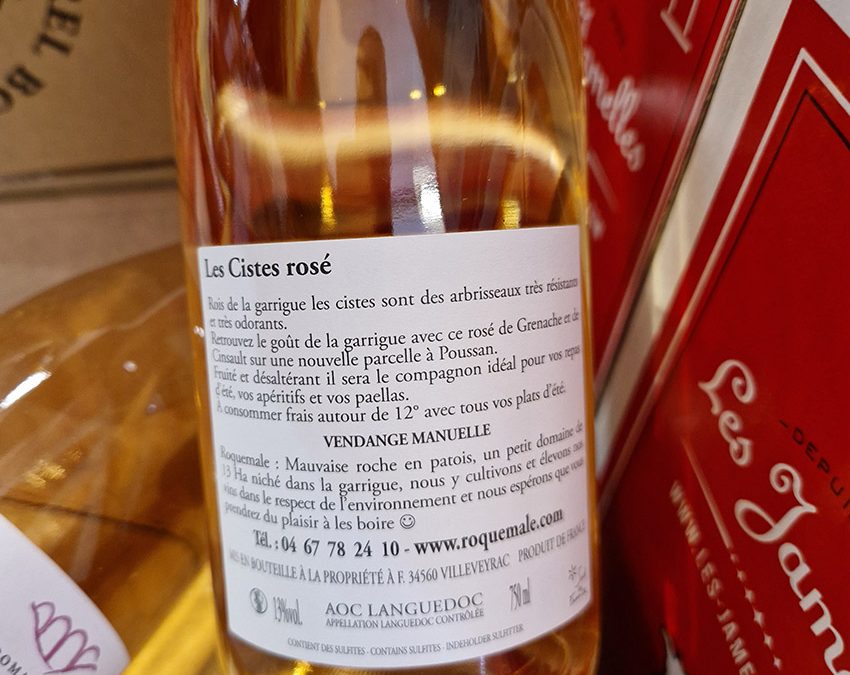 REL BO
Les Cistes rosé
Rois de la garrigue les cistes sont des arbrisseaux très résistants
et très odorants.
Retrouvez le goût de la garrigue avec ce rosé de Grenache et de
Cinsault sur une nouvelle parcelle à Poussan.
Fruité et désaltérant il sera le compagnon idéal pour vos repas
d'été, vos apéritifs et vos paellas.
A consommer frais autour de 12° avec tous vos plats d'été.
VENDANGE MANUELLE
Roquemale : Mauvaise roche en patois, un petit domaine de
13 Ha niché dans la garrigue, nous y cultivons et élevons nos
vins dans le respect de l'environnement et nous espérons que vous
prendrez du plaisir à les boire ☺
Tél. : 04 67 78 24 10 - www.roquemale.com
MIS EN BOUTEILLE À LA PROPRIÉTÉ À F. 34560 VILLEVEYRAC PRODUIT DE FRANCE
13%vol. AOC LANGUEDOC 750 ml
APPELLATION LANGUEDOC CONTRÔLÉE
CONTIENT DES SULFITES - CONTAINS SULFITES - INDEHOLDER SULFITTER
melles
DEPUI
Les Jam
WWW.LES-JAME
DOMA